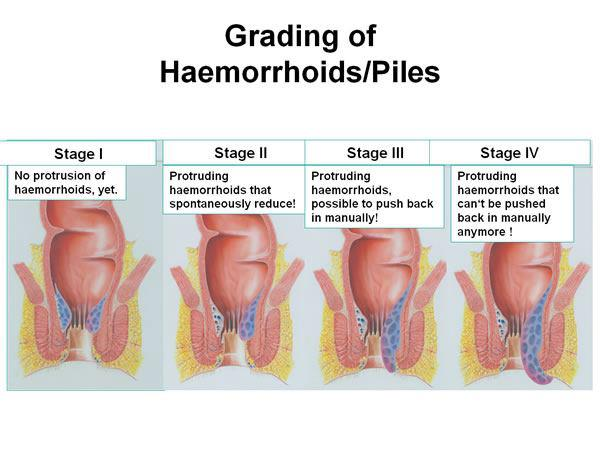 Grading of
Haemorrhoids/Piles
Stage I
No protrusion of
haemorrhoids, yet.
Stage II
Protruding
haemorrhoids that
spontaneously reduce!
Stage III
Protruding
haemorrhoids,
possible to push back
in manually!
Stage IV
Protruding
haemorrhoids that
can't be pushed
back in manually
anymore !